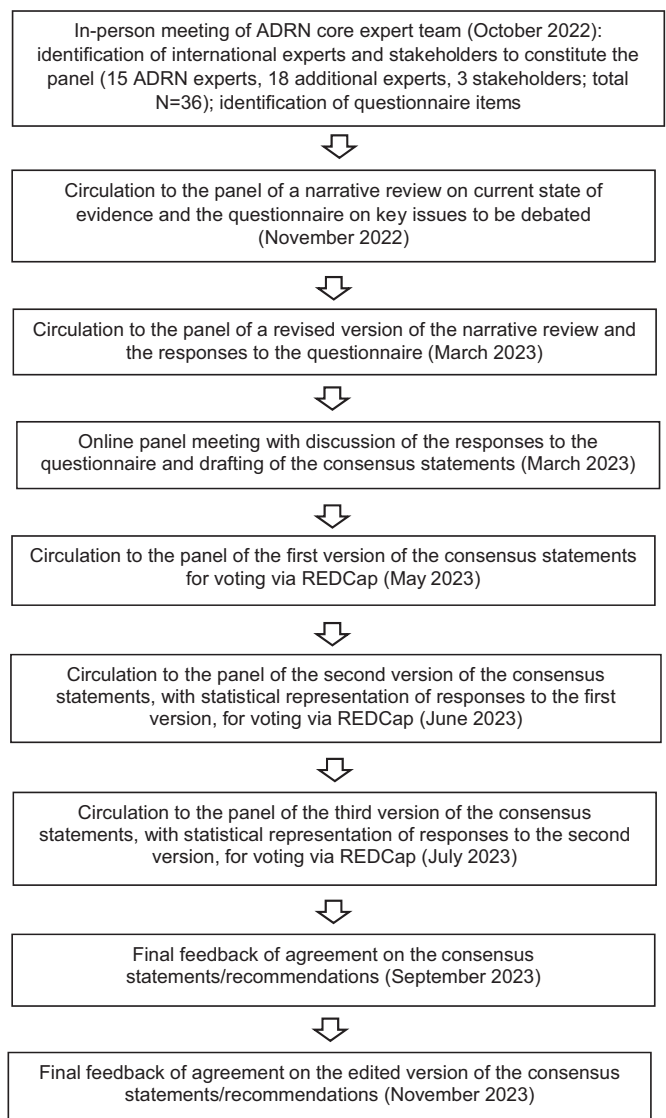 In-person meeting of ADRN core expert team (October 2022):
identification of international experts and stakeholders to constitute the
panel (15 ADRN experts, 18 additional experts, 3 stakeholders; total
N=36); identification of questionnaire items
Circulation to the panel of a narrative review on current state of
evidence and the questionnaire on key issues to be debated
(November 2022)
Circulation to the panel of a revised version of the narrative review and
the responses to the questionnaire (March 2023)
Online panel meeting with discussion of the responses to the
questionnaire and drafting of the consensus statements (March 2023)
Circulation to the panel of the first version of the consensus statements
for voting via REDCap (May 2023)
Circulation to the panel of the second version of the consensus
statements, with statistical representation of responses to the first
version, for voting via REDCap (June 2023)
Circulation to the panel of the third version of the consensus
statements, with statistical representation of responses to the second
version, for voting via REDCap (July 2023)
Final feedback of agreement on the consensus
statements/recommendations (September 2023)
Final feedback of agreement on the edited version of the consensus
statements/recommendations (November 2023)